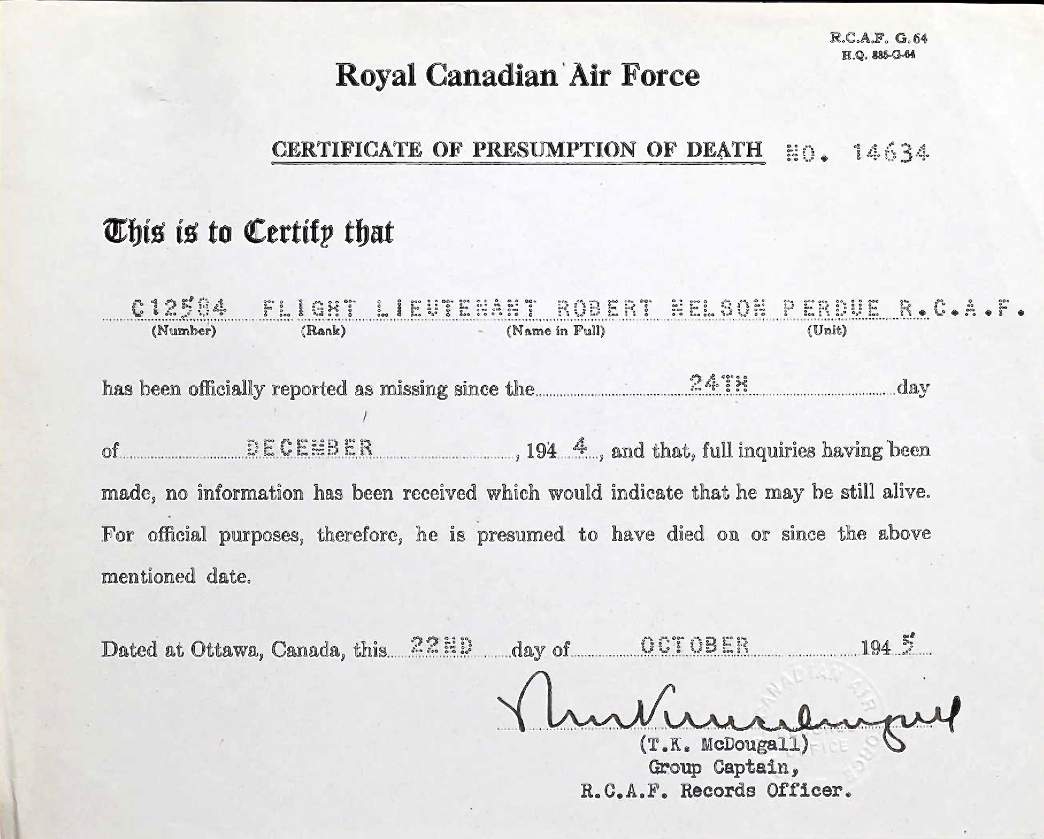 R.C.A.F. G. 64
H.Q. 885-G-64
Royal Canadian Air Force
CERTIFICATE OF PRESUMPTION OF DEATH NO. 14634
This is to Certify that
C12584 FLIGHT LIEUTENANT ROBERT NELSON PERDUE R.C.A.F.
(Number) (Rank) (Name in Full) (Unit)
has been officially reported as missing since the 24TH day
of DECEMBER, 194 4, and that, full inquiries having been
made, no information has been received which would indicate that he may be still alive.
For official purposes, therefore, he is presumed to have died on or since the above
mentioned date.
Dated at Ottawa, Canada, this 22ND day of OCTOBER 194 5
(T.K. McDougall)
Group Captain,
R.C.A.F. Records Officer.